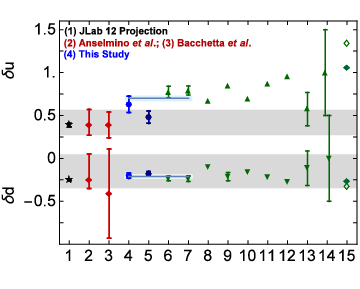 (1) JLab 12 Projection
(2) Anselmino et al.; (3) Bacchetta et al.
(4) This Study
δu
1.5
1.
0.5
0
δd
−0.5
1 2 3 4 5 6 7 8 9 10 11 12 13 14 15